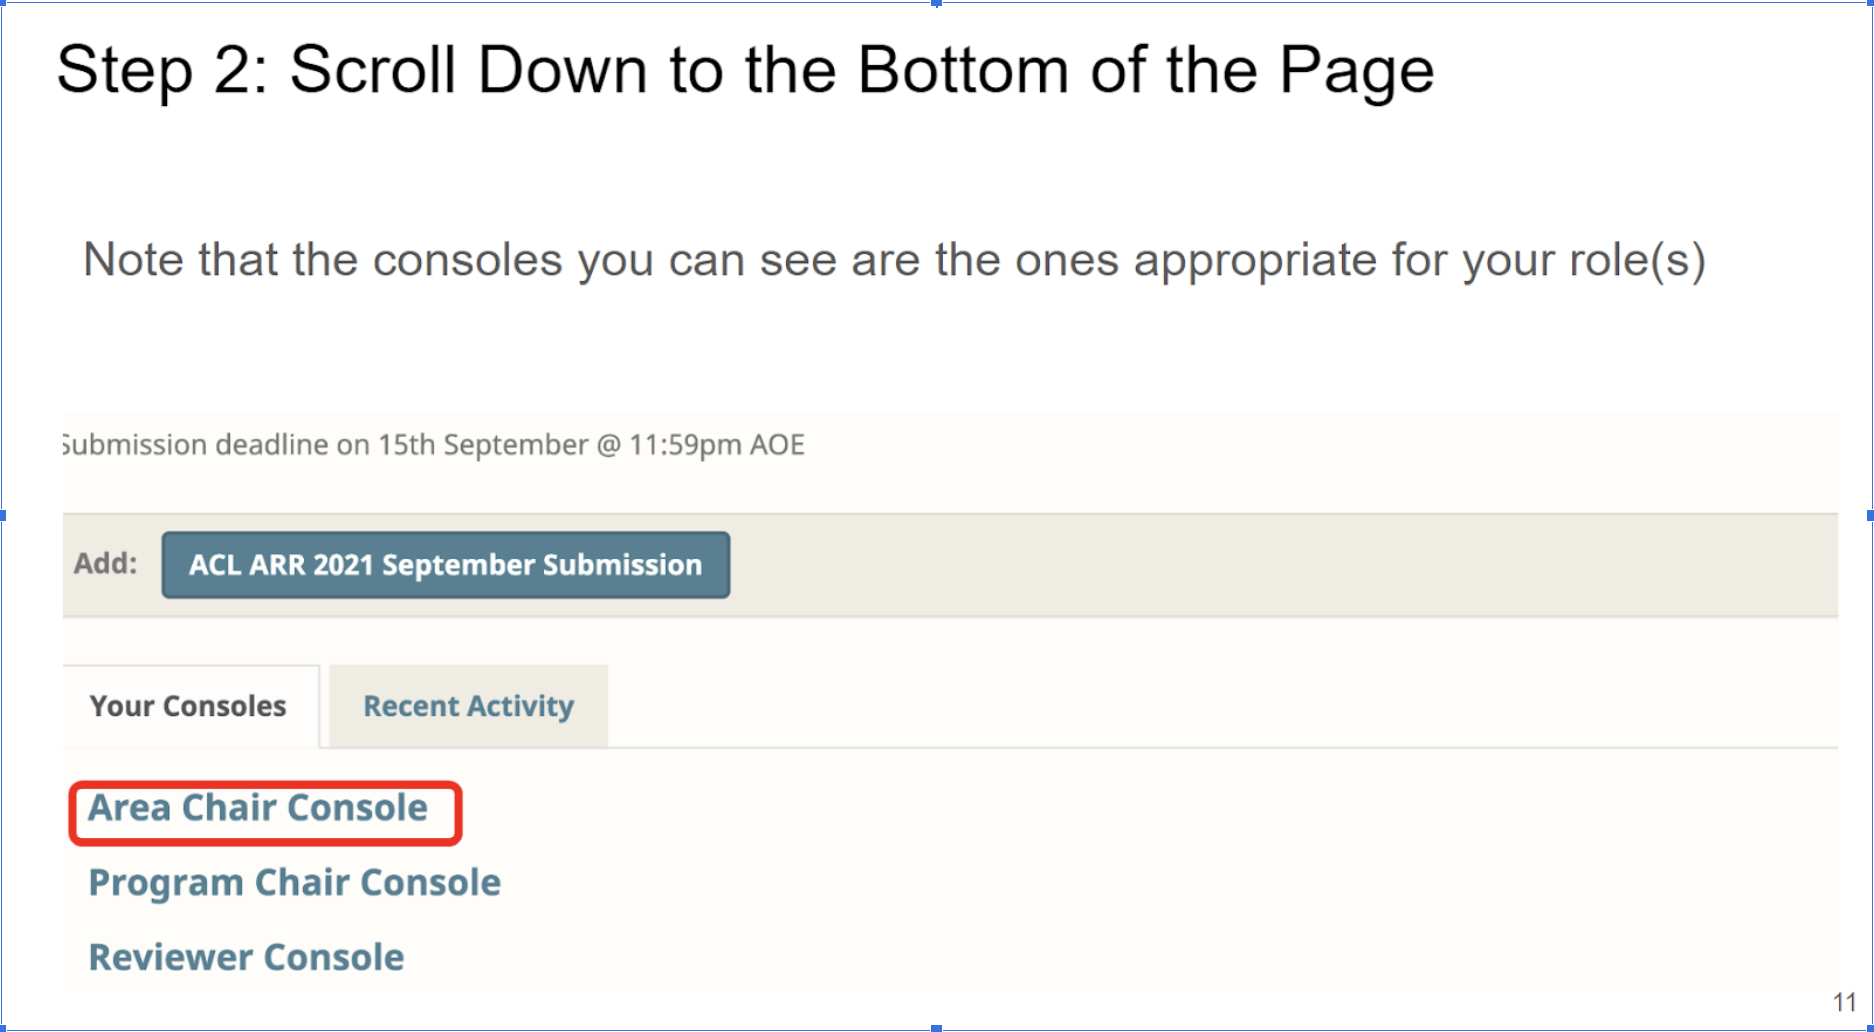 Step 2: Scroll Down to the Bottom of the Page
Note that the consoles you can see are the ones appropriate for your role(s)
Submission deadline on 15th September @ 11:59pm AOE
Add: ACL ARR 2021 September Submission
Your Consoles Recent Activity
Area Chair Console
Program Chair Console
Reviewer Console
11